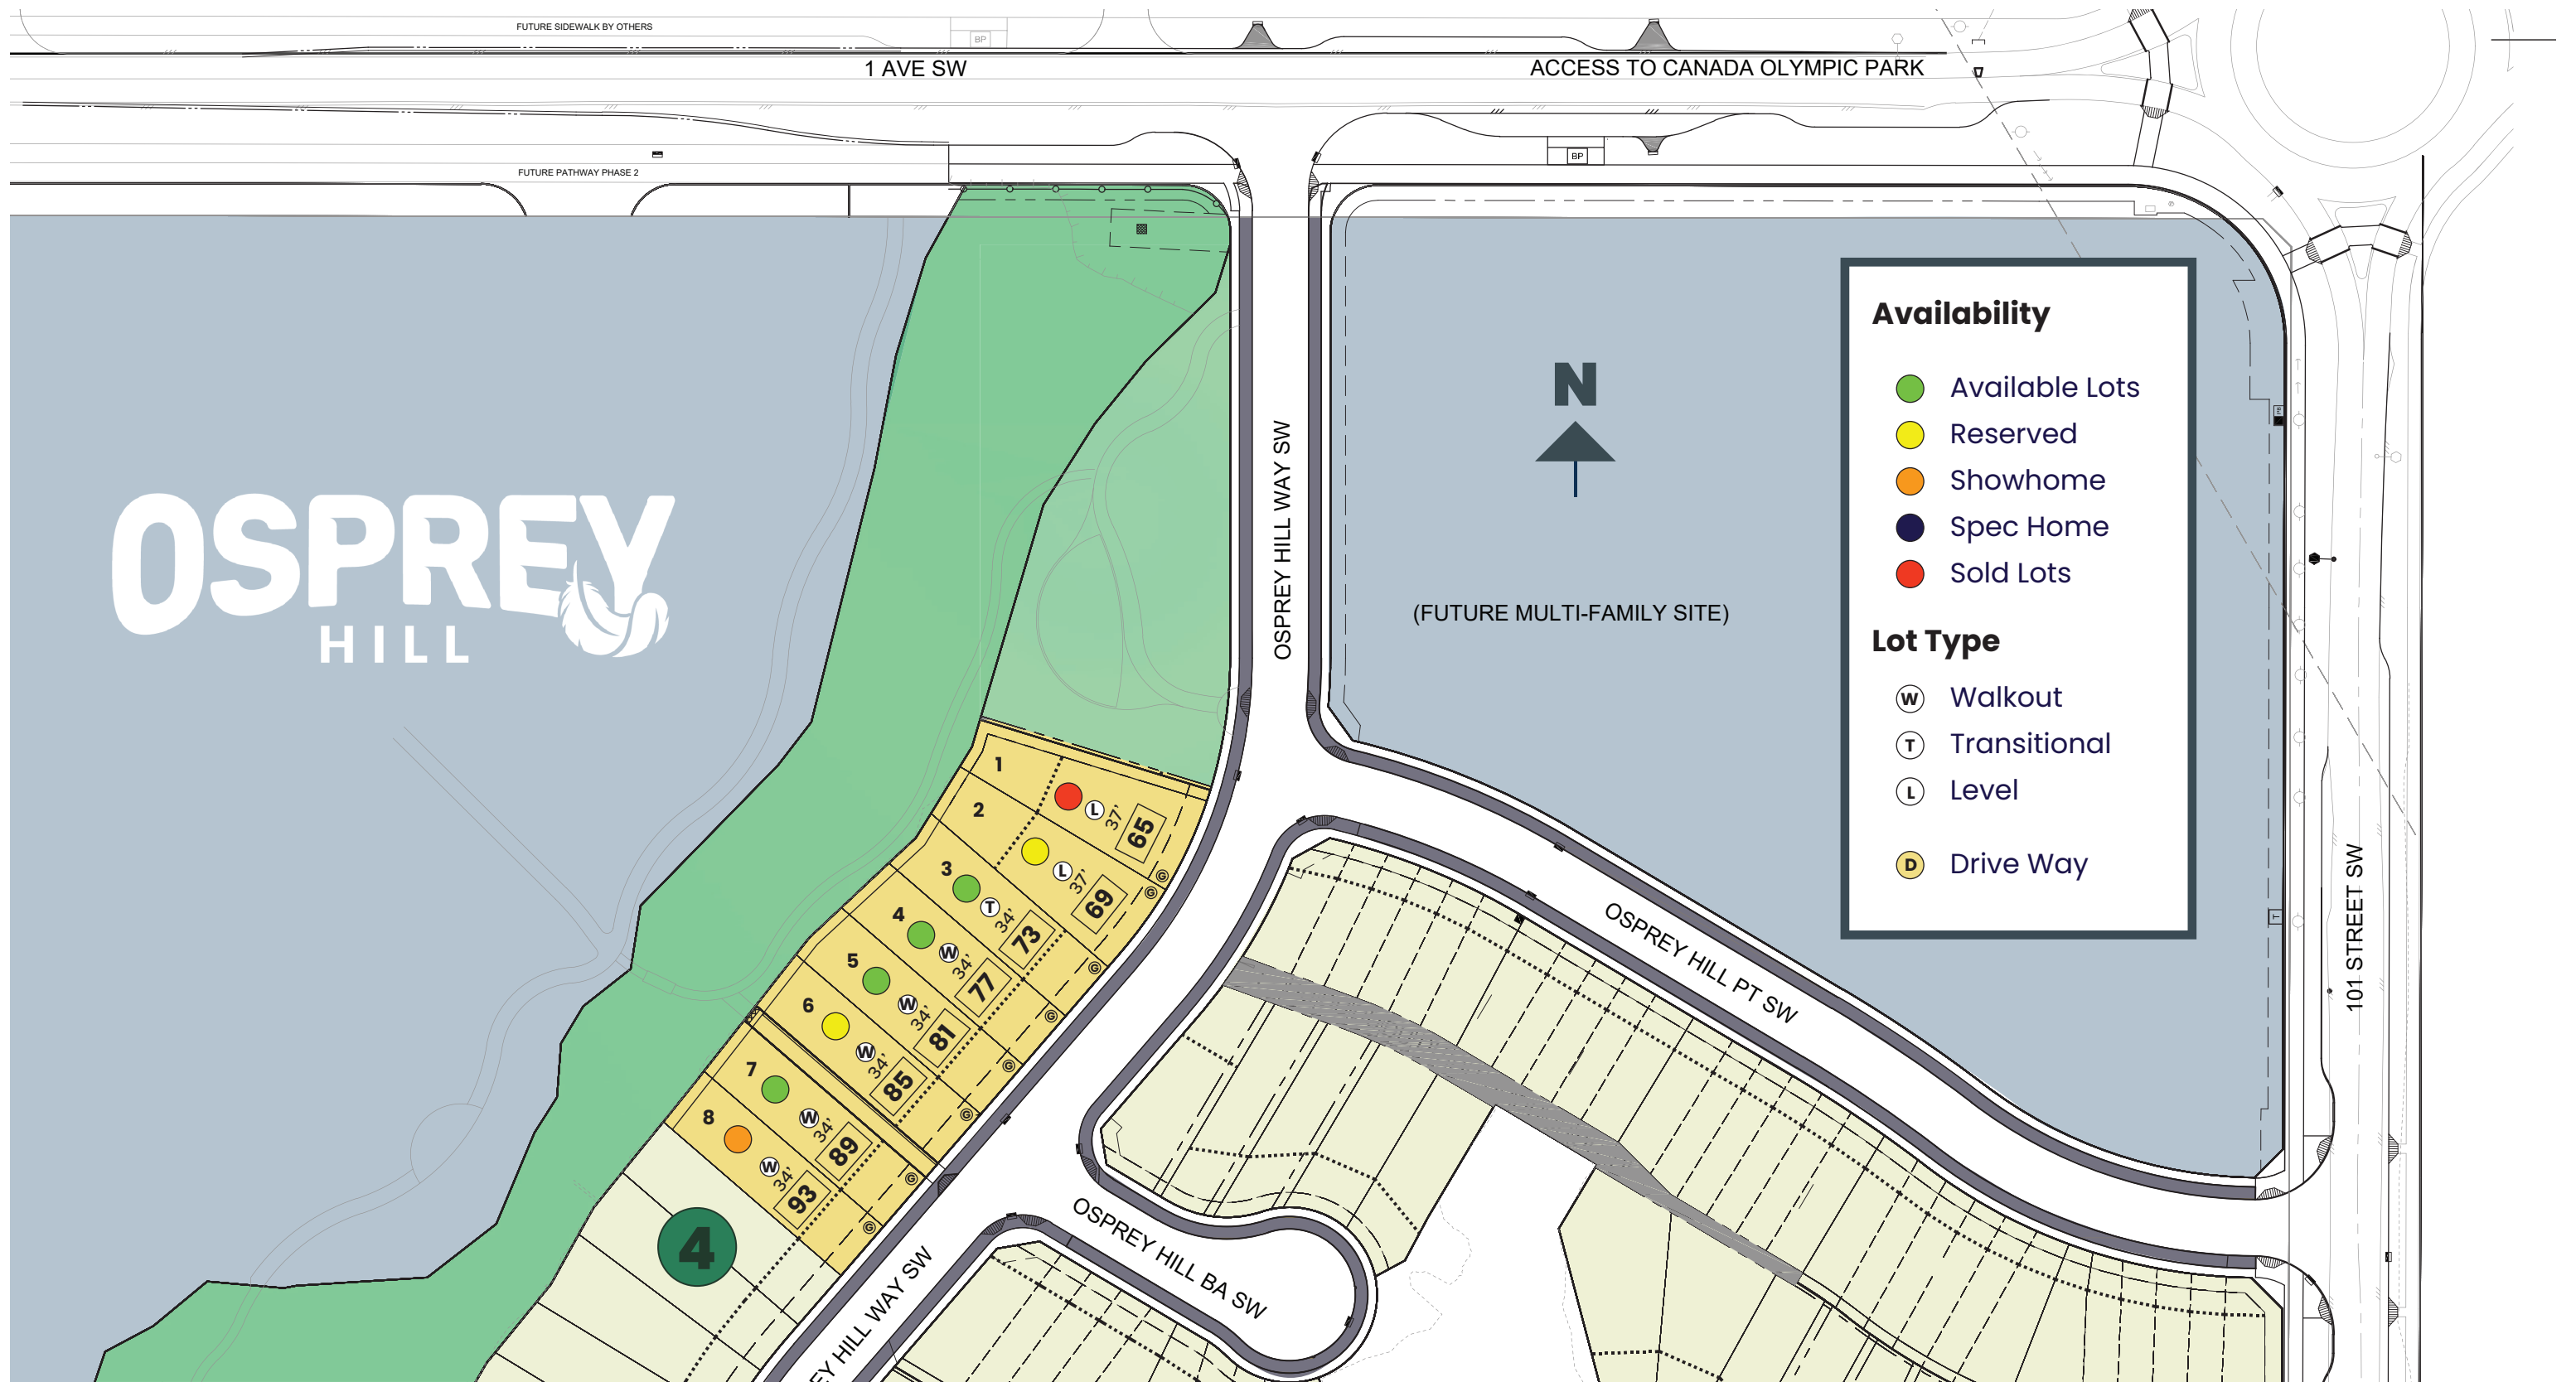 FUTURE SIDEWALK BY OTHERS
BP
1 AVE SW
ACCESS TO CANADA OLYMPIC PARK
BP
FUTURE PATHWAY PHASE 2
OSPREY
HILL
OSPREY HILL WAY SW
N
(FUTURE MULTI-FAMILY SITE)
Availability
Available Lots
Reserved
Showhome
Spec Home
Sold Lots
Lot Type
W Walkout
T Transitional
L Level
D Drive Way
101 STREET SW
T
1
L 37' 65
2
L 37' 69
G
G
3
T 34' 73
G
4
W 34' 77
G
5
W 34' 81
G
6
W 34' 85
G
7
W 34' 89
G
8
W 34' 93
G
4
OSPREY HILL PT SW
OSPREY HILL BA SW
EY HILL WAY SW